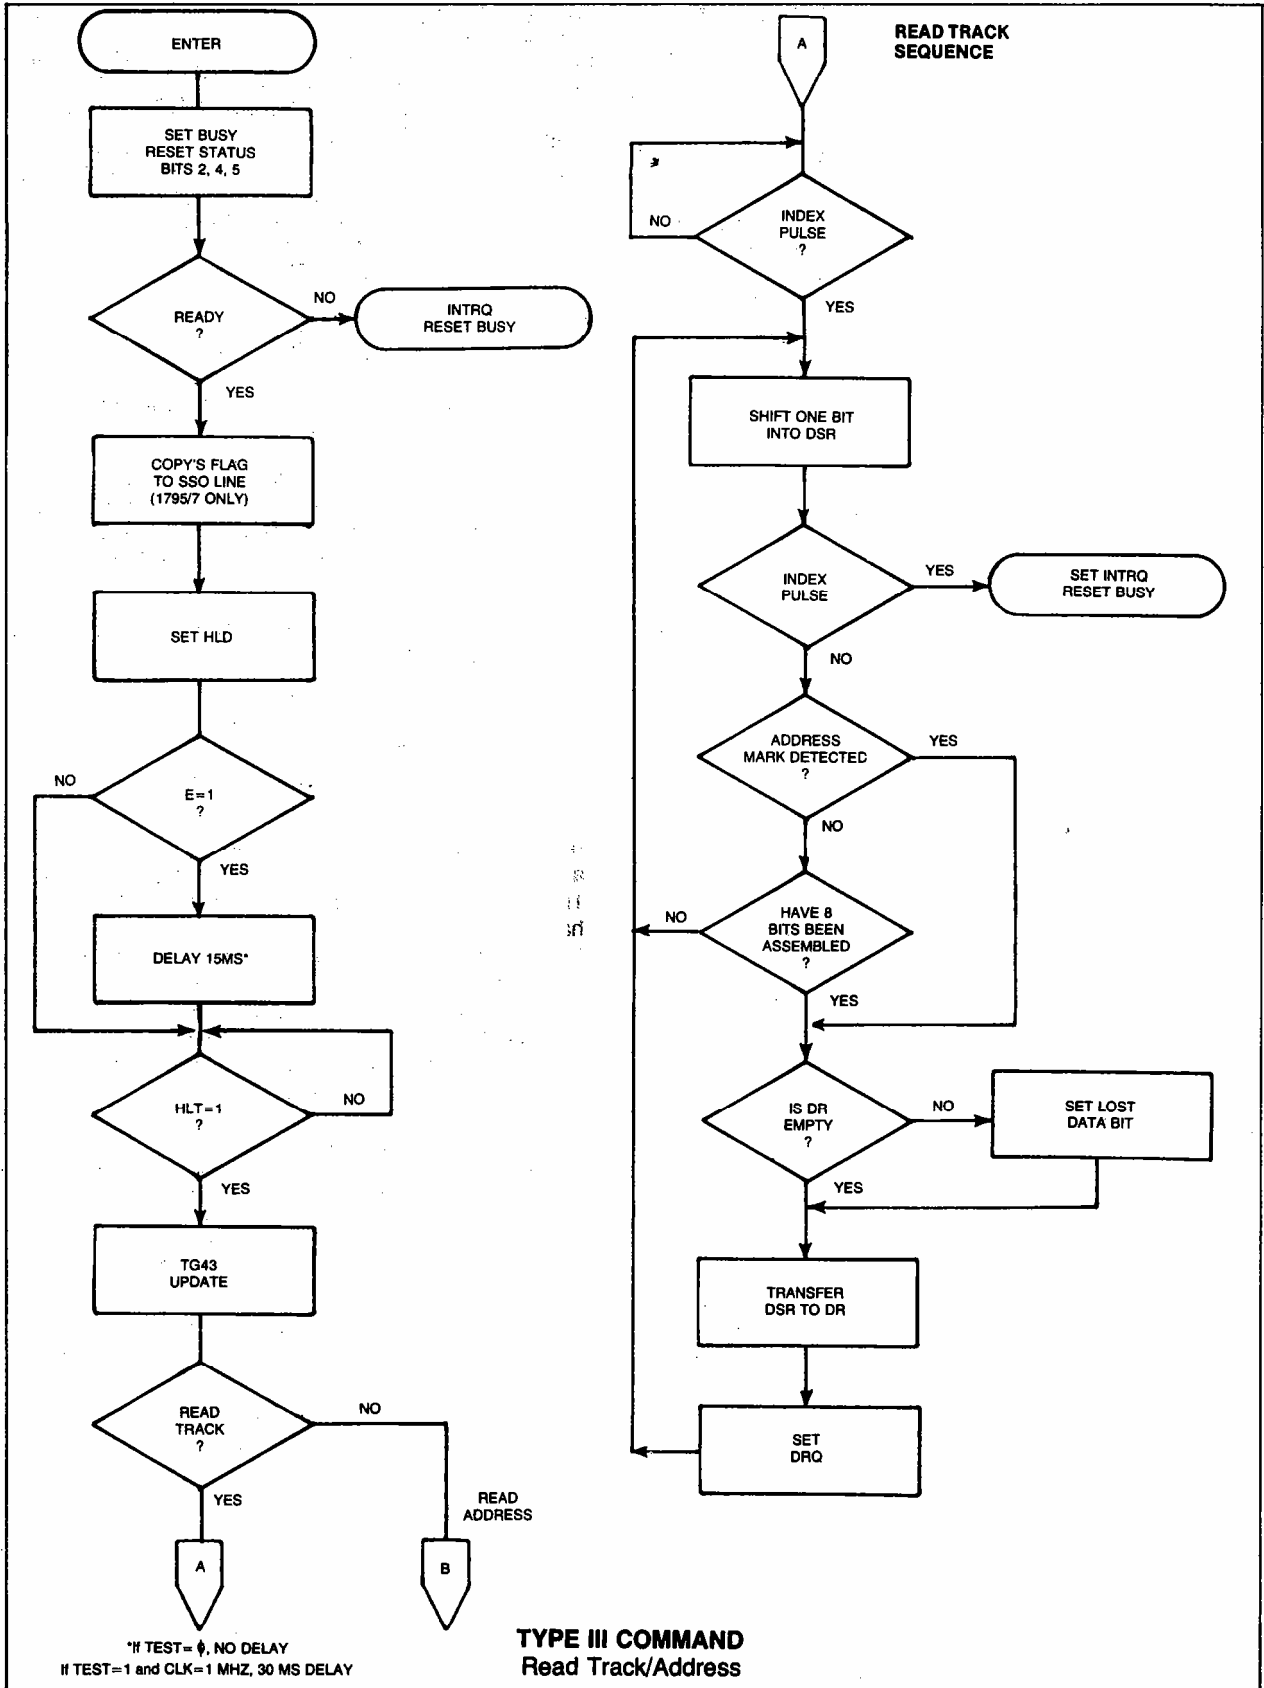 ENTER
SET BUSY
RESET STATUS
BITS 2, 4, 5
READY
?
NO
INTRQ
RESET BUSY
YES
COPY'S FLAG
TO SSO LINE
(1795/7 ONLY)
SET HLD
E=1
?
NO
YES
DELAY 15MS*
HLT=1
?
NO
YES
TG43
UPDATE
READ
TRACK
?
NO
YES
READ
ADDRESS
A
B
*If TEST= ϕ, NO DELAY
If TEST=1 and CLK=1 MHZ, 30 MS DELAY
READ TRACK
SEQUENCE
A
INDEX
PULSE
?
NO
YES
SHIFT ONE BIT
INTO DSR
INDEX
PULSE
YES
SET INTRQ
RESET BUSY
NO
ADDRESS
MARK DETECTED
?
YES
NO
HAVE 8
BITS BEEN
ASSEMBLED
?
NO
YES
IS DR
EMPTY
?
NO
SET LOST
DATA BIT
YES
TRANSFER
DSR TO DR
SET
DRQ
TYPE III COMMAND
Read Track/Address